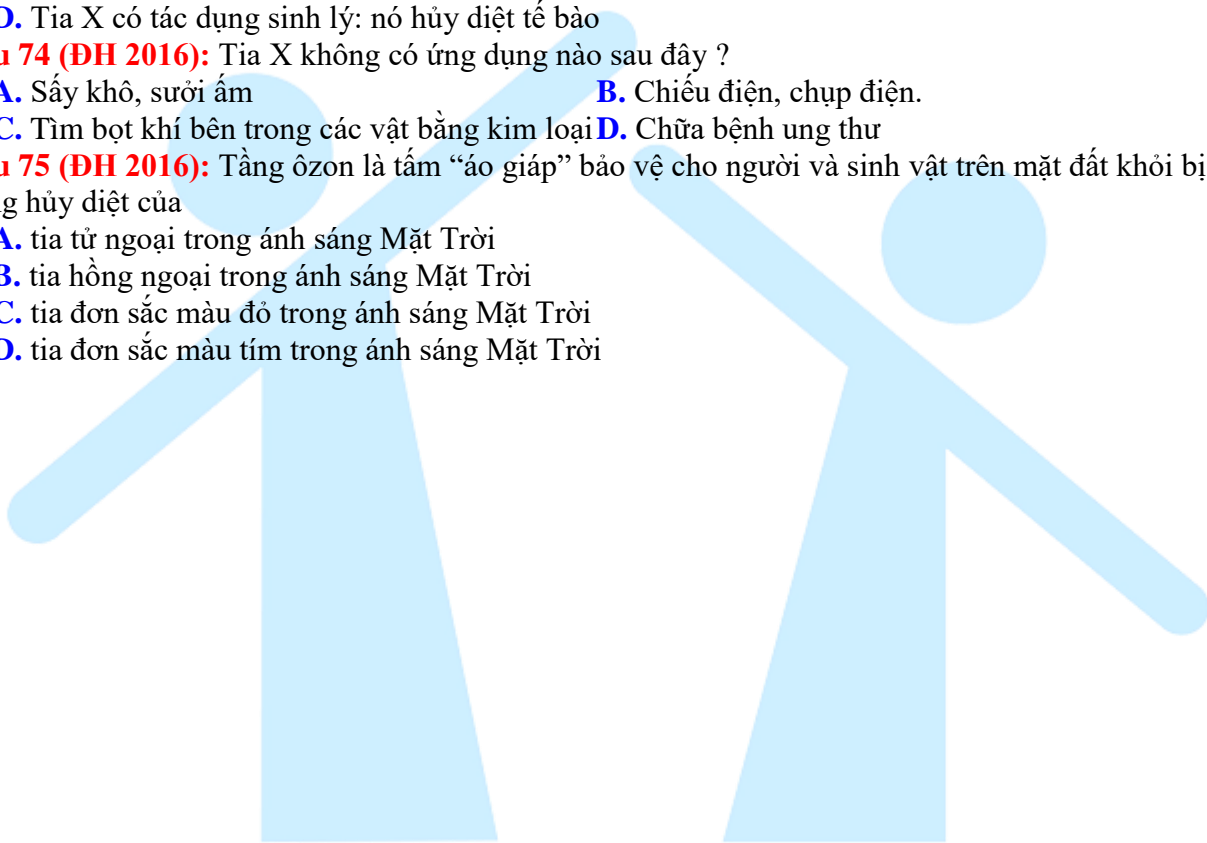 D. Tia X có tác dụng sinh lý: nó hủy diệt tế bào
u 74 (ĐH 2016): Tia X không có ứng dụng nào sau đây ?
A. Sấy khô, sưởi ấm B. Chiếu điện, chụp điện.
C. Tìm bọt khí bên trong các vật bằng kim loại D. Chữa bệnh ung thư
u 75 (ĐH 2016): Tầng ôzon là tấm “áo giáp” bảo vệ cho người và sinh vật trên mặt đất khỏi bị
g hủy diệt của
A. tia tử ngoại trong ánh sáng Mặt Trời
B. tia hồng ngoại trong ánh sáng Mặt Trời
C. tia đơn sắc màu đỏ trong ánh sáng Mặt Trời
D. tia đơn sắc màu tím trong ánh sáng Mặt Trời